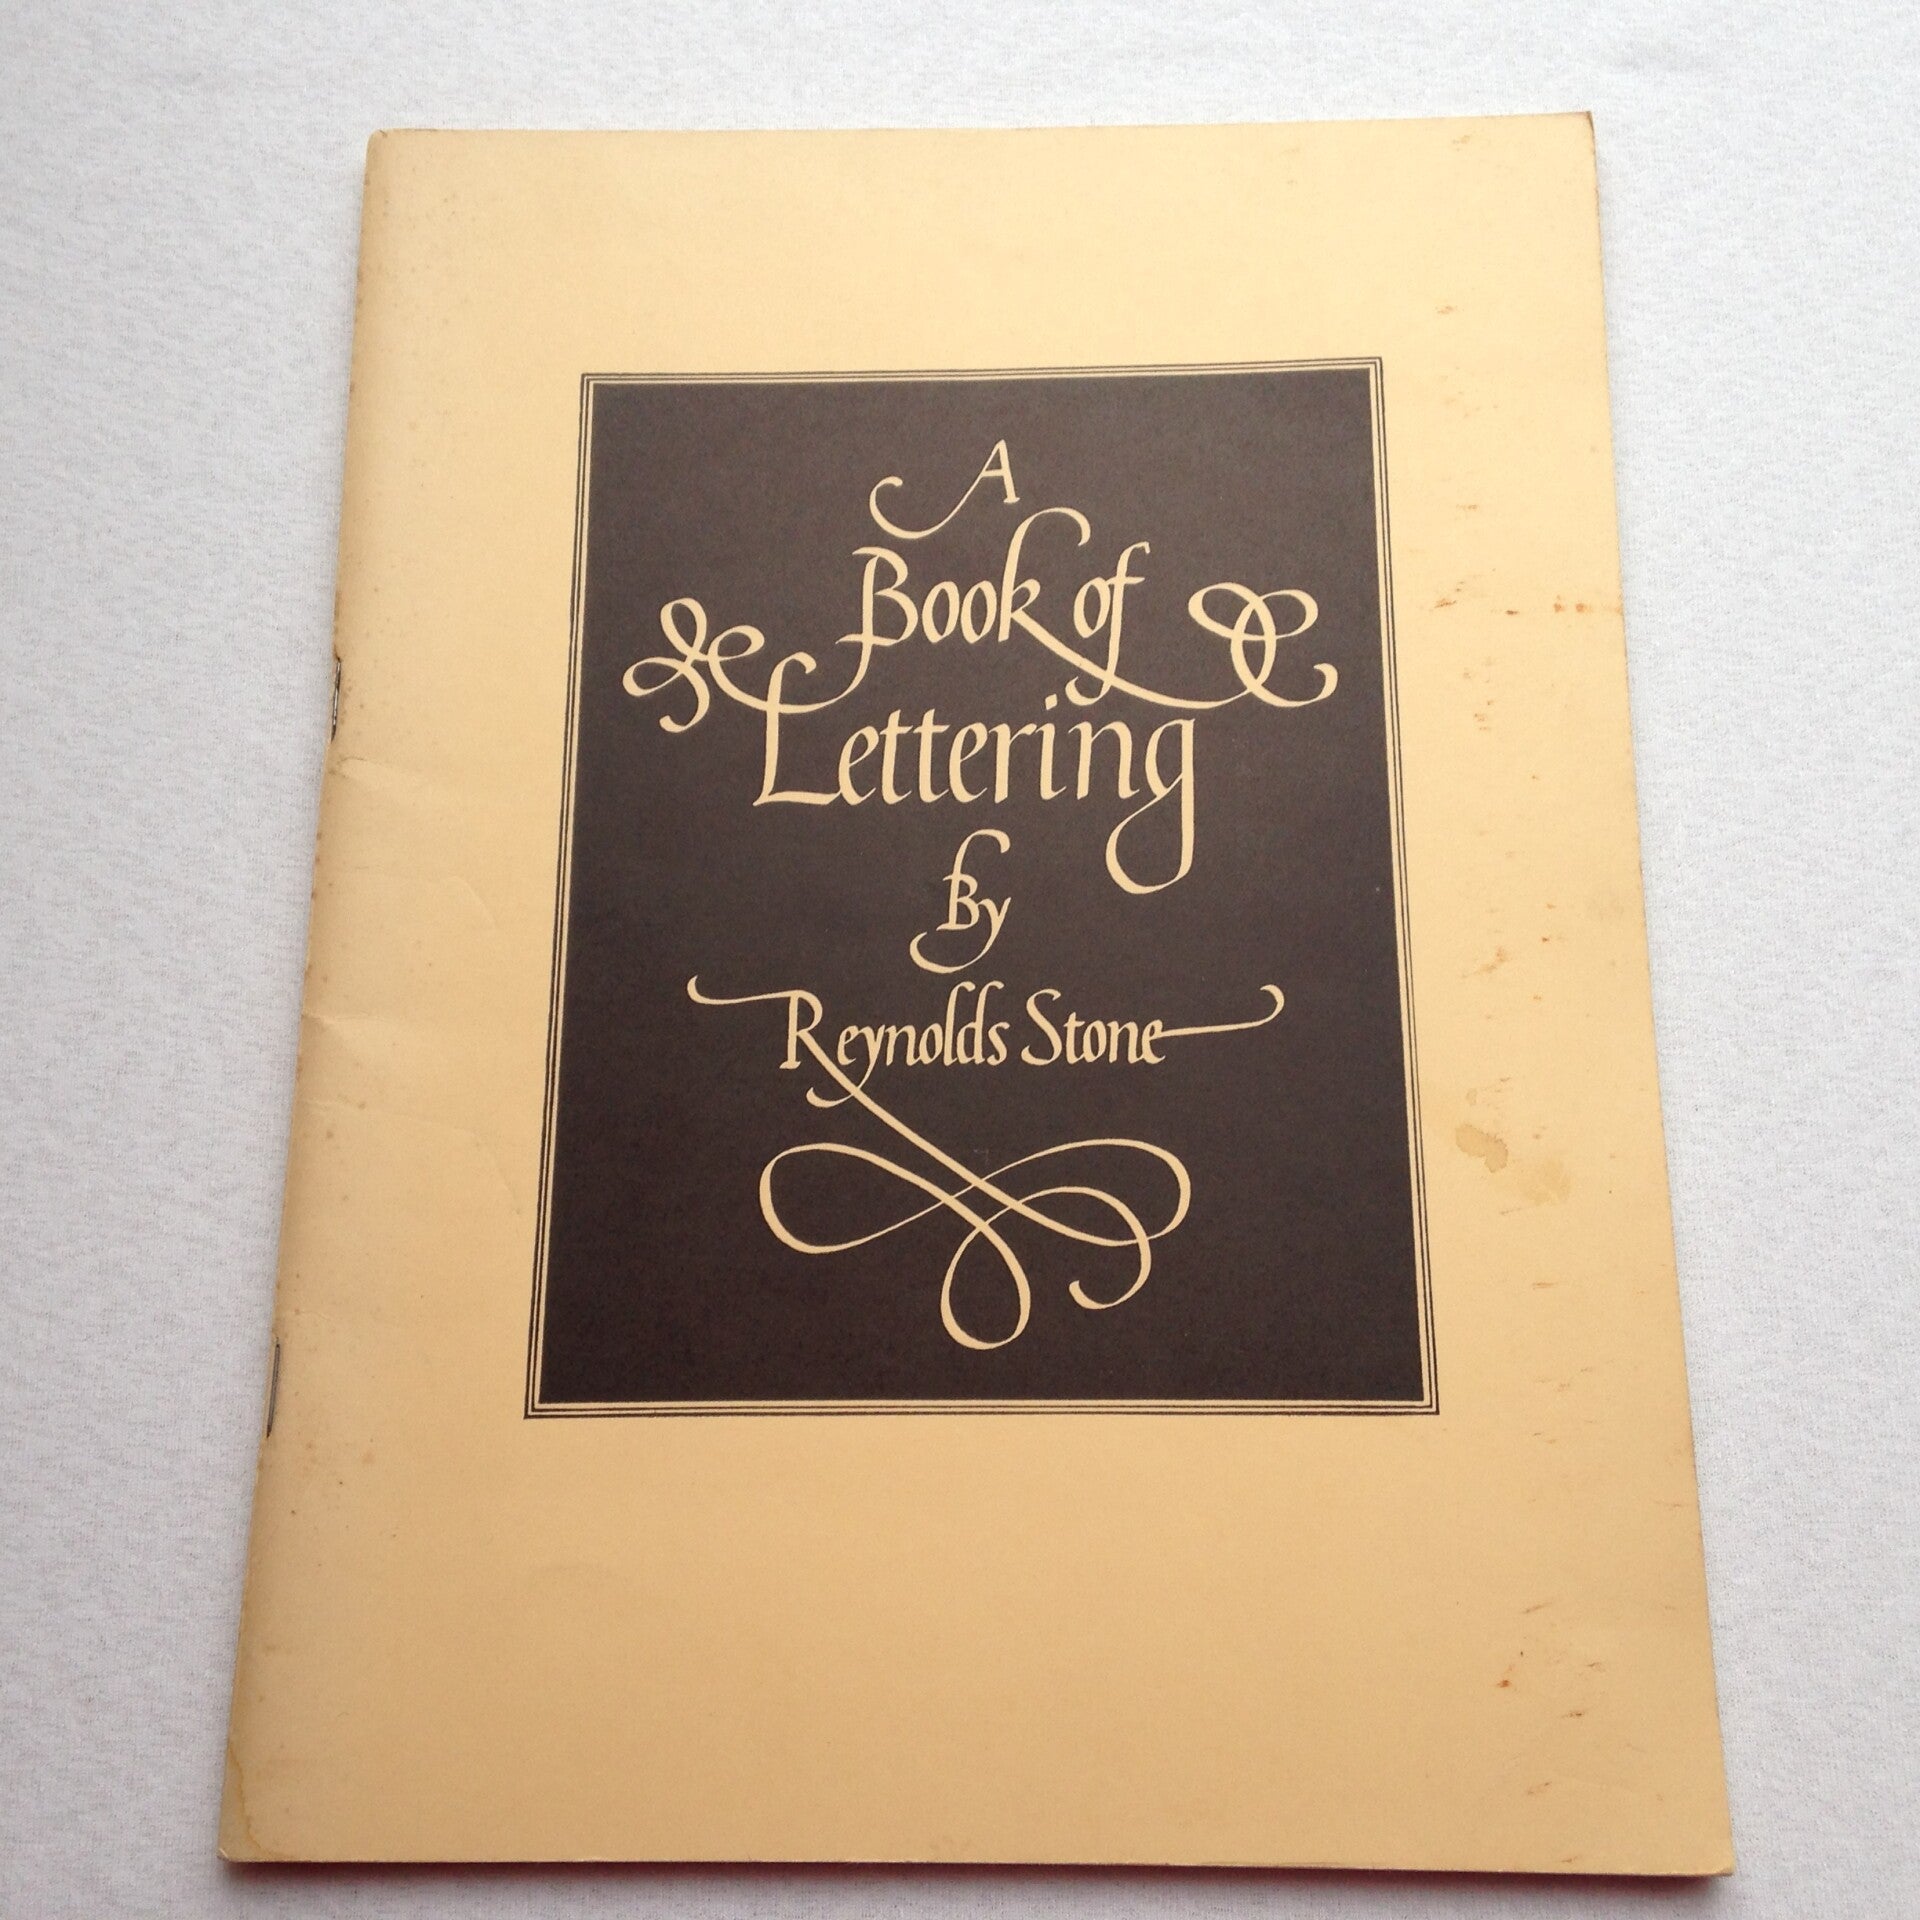 A
Book of
Lettering
By
Reynolds Stone